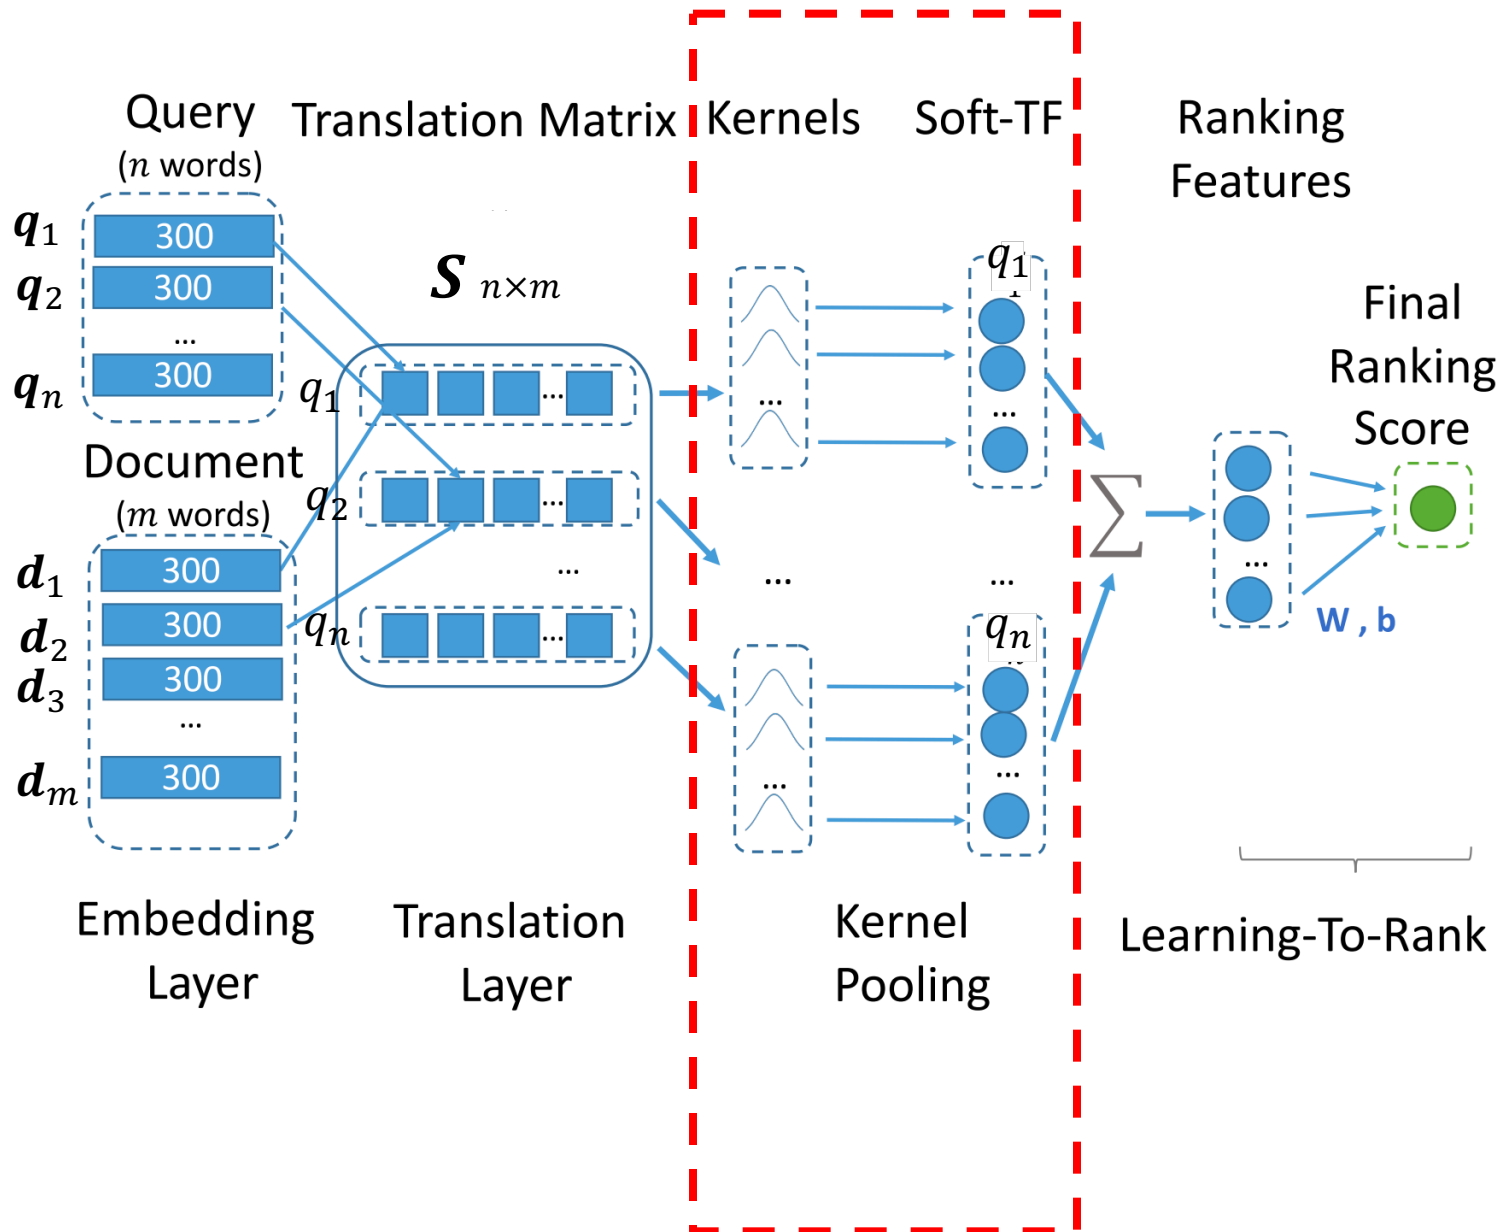 Query
(n words)
q1
300
q2
300
...
qn
300
Document
(m words)
d1
300
d2
300
d3
300
...
dm
300
Embedding
Layer
Translation Matrix
S n×m
q1
...
q2
...
...
qn
...
Translation
Layer
Kernels
Soft-TF
...
q1
...
...
...
...
qn
...
Kernel
Pooling
∑
Ranking
Features
...
W , b
Final
Ranking
Score
Learning-To-Rank